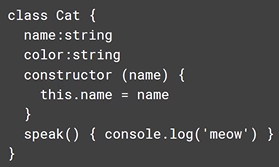 class Cat {
  name:string
  color:string
  constructor (name) {
    this.name = name
  }
  speak() { console.log('meow') }
}